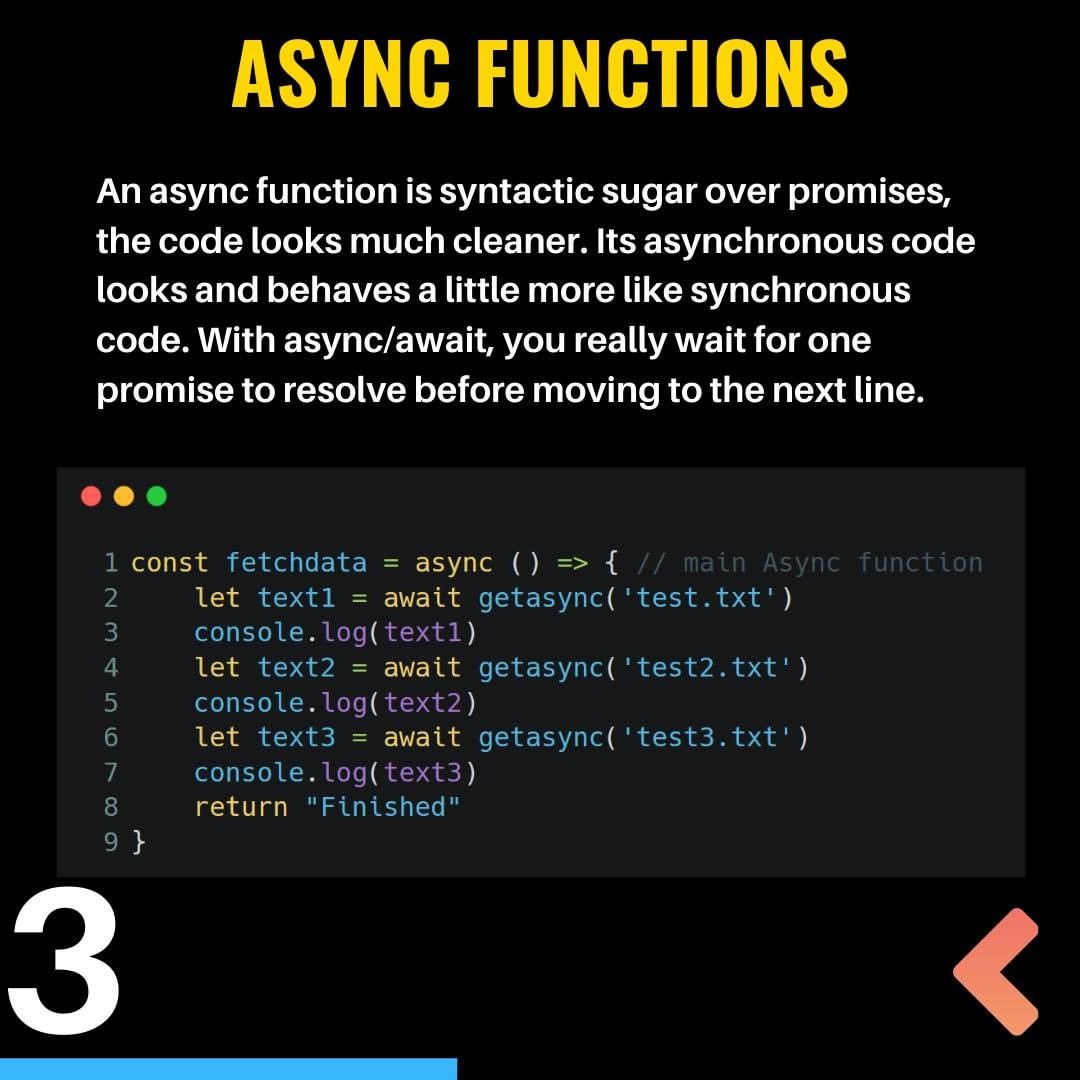 ASYNC FUNCTIONS
An async function is syntactic sugar over promises,
the code looks much cleaner. Its asynchronous code
looks and behaves a little more like synchronous
code. With async/await, you really wait for one
promise to resolve before moving to the next line.
1 const fetchdata = async () => { // main Async function
2     let text1 = await getasync('test.txt')
3     console.log(text1)
4     let text2 = await getasync('test2.txt')
5     console.log(text2)
6     let text3 = await getasync('test3.txt')
7     console.log(text3)
8     return "Finished"
9 }
3